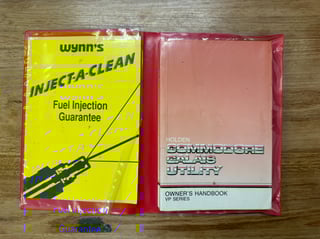 Wynn's
INJECT-A-CLEAN
Fuel Injection
Guarantee
HOLDEN
COMMODORE
CALAIS
UTILITY
OWNER'S HANDBOOK
VP SERIES